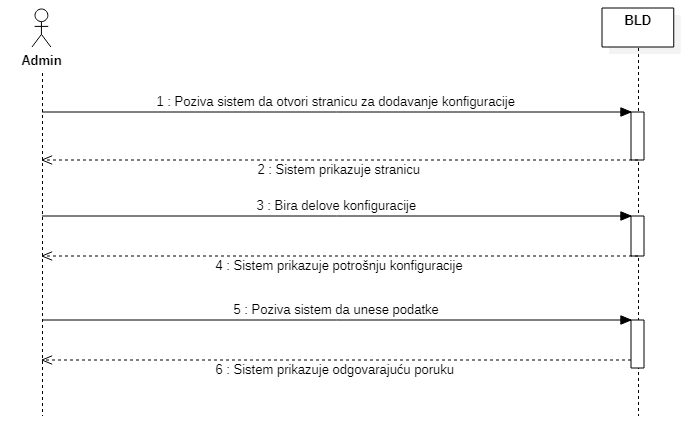 Admin
BLD
1 : Poziva sistem da otvori stranicu za dodavanje konfiguracije
2 : Sistem prikazuje stranicu
3 : Bira delove konfiguracije
4 : Sistem prikazuje potrošnju konfiguracije
5 : Poziva sistem da unese podatke
6 : Sistem prikazuje odgovarajuću poruku